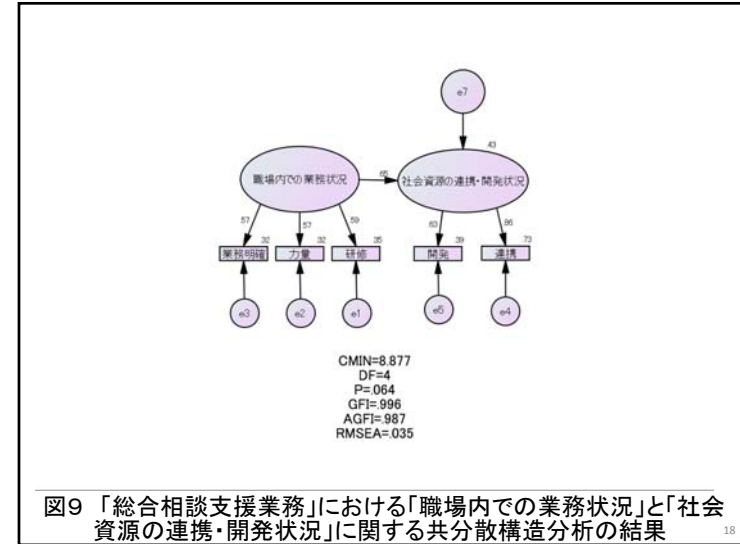 e7
43
職場内での業務状況
65
社会資源の連携・開発状況
57
57
59
63
86
32
32
35
39
73
業務明確
力量
研修
開発
連携
e3
e2
e1
e5
e4
CMIN=8.877
DF=4
P=.064
GFI=.996
AGFI=.987
RMSEA=.035
図9 「総合相談支援業務」における「職場内での業務状況」と「社会
資源の連携・開発状況」に関する共分散構造分析の結果
18